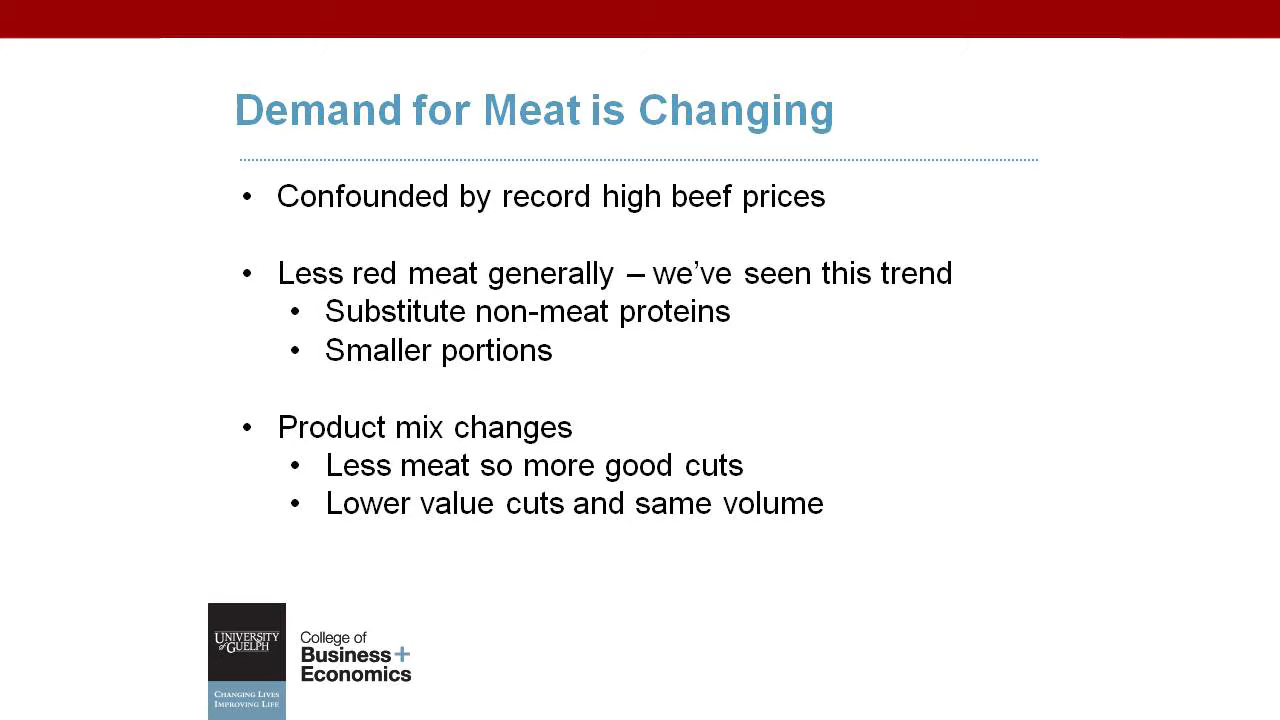 Demand for Meat is Changing
• Confounded by record high beef prices
• Less red meat generally – we’ve seen this trend
• Substitute non-meat proteins
• Smaller portions
• Product mix changes
• Less meat so more good cuts
• Lower value cuts and same volume
UNIVERSITY
of GUELPH
CHANGING LIVES
IMPROVING LIFE
College of
Business+
Economics